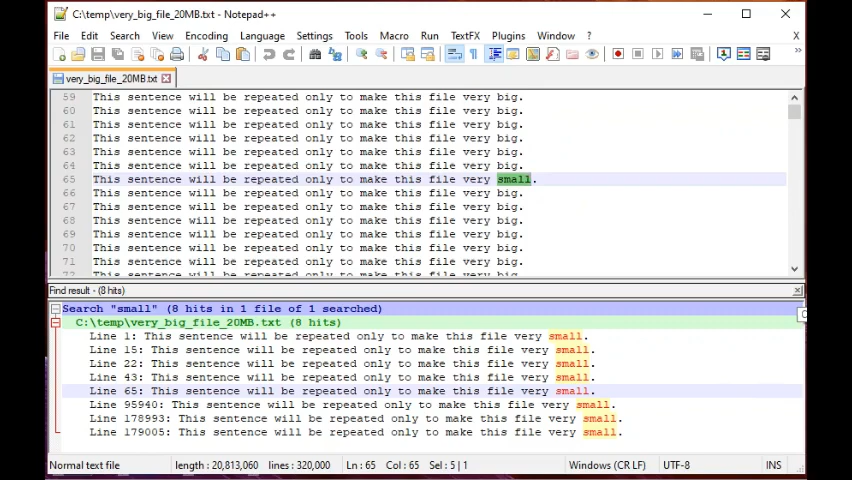 C:\temp\very_big_file_20MB.txt - Notepad++
File Edit Search View Encoding Language Settings Tools Macro Run TextFX Plugins Window ?
X
very_big_file_20MB.txt
59 This sentence will be repeated only to make this file very big.
60 This sentence will be repeated only to make this file very big.
61 This sentence will be repeated only to make this file very big.
62 This sentence will be repeated only to make this file very big.
63 This sentence will be repeated only to make this file very big.
64 This sentence will be repeated only to make this file very big.
65 This sentence will be repeated only to make this file very small.
66 This sentence will be repeated only to make this file very big.
67 This sentence will be repeated only to make this file very big.
68 This sentence will be repeated only to make this file very big.
69 This sentence will be repeated only to make this file very big.
70 This sentence will be repeated only to make this file very big.
71 This sentence will be repeated only to make this file very big.
72 This sentence will be repeated only to make this file very big.
Find result - (8 hits)
Search "small" (8 hits in 1 file of 1 searched)
C:\temp\very_big_file_20MB.txt (8 hits)
Line 1: This sentence will be repeated only to make this file very small.
Line 15: This sentence will be repeated only to make this file very small.
Line 22: This sentence will be repeated only to make this file very small.
Line 43: This sentence will be repeated only to make this file very small.
Line 65: This sentence will be repeated only to make this file very small.
Line 95940: This sentence will be repeated only to make this file very small.
Line 178993: This sentence will be repeated only to make this file very small.
Line 179005: This sentence will be repeated only to make this file very small.
Normal text file length : 20,813,060 lines : 320,000 Ln : 65 Col : 65 Sel : 5 | 1 Windows (CR LF) UTF-8 INS